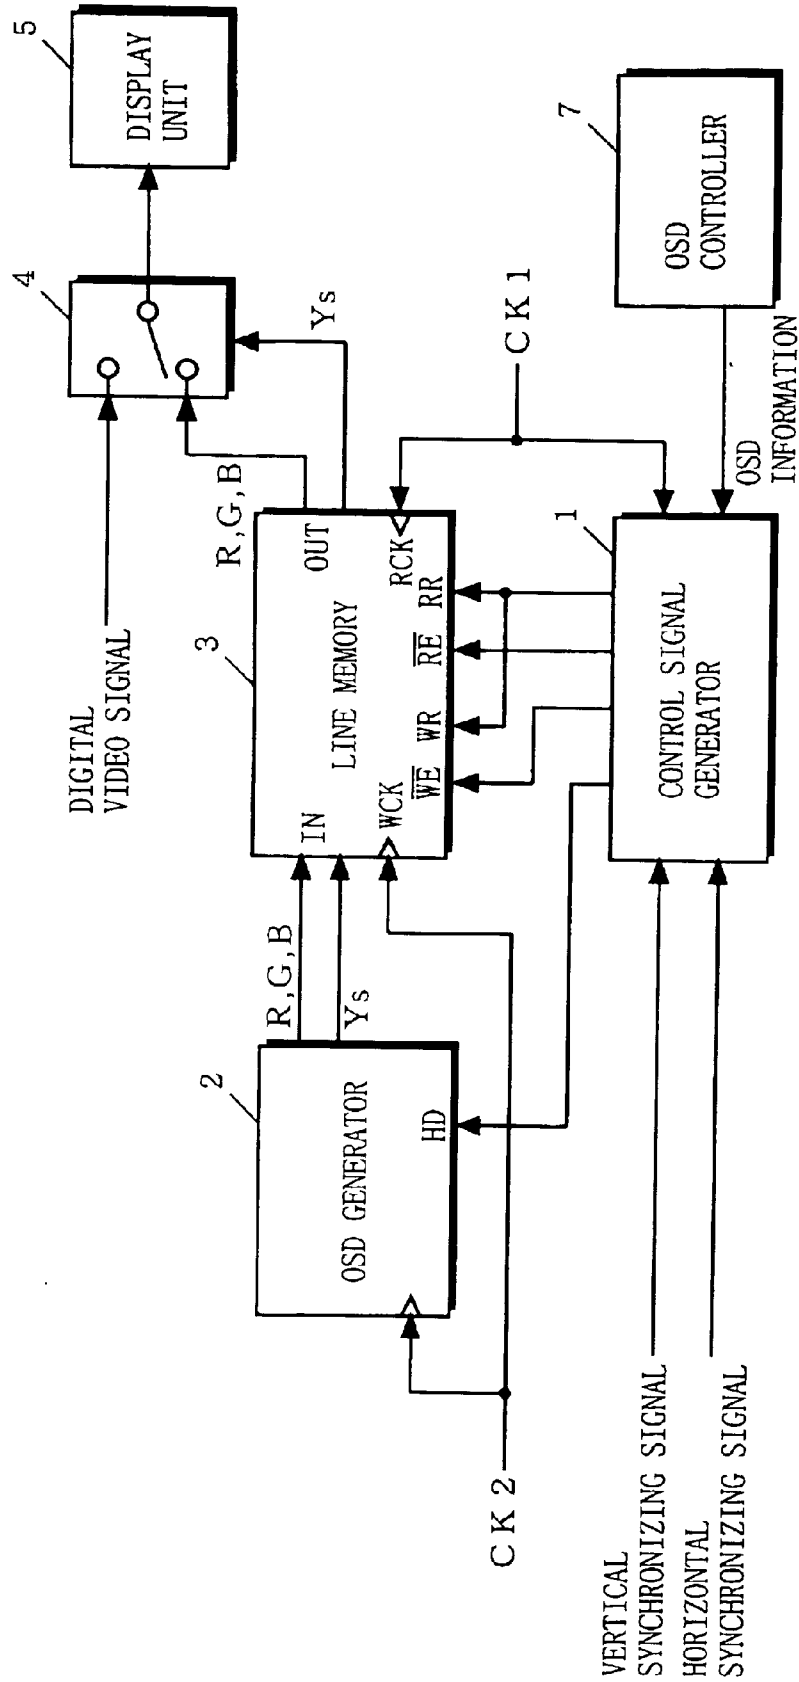 5
DISPLAY
UNIT
4
Ys
R,G,B
DIGITAL
VIDEO SIGNAL
3
OUT
LINE MEMORY
IN
RCK
RR
RE
WR
WE
WCK
CK1
7
OSD
CONTROLLER
OSD
INFORMATION
1
CONTROL SIGNAL
GENERATOR
R,G,B
Ys
2
OSD GENERATOR
HD
CK2
VERTICAL
SYNCHRONIZING SIGNAL
HORIZONTAL
SYNCHRONIZING SIGNAL